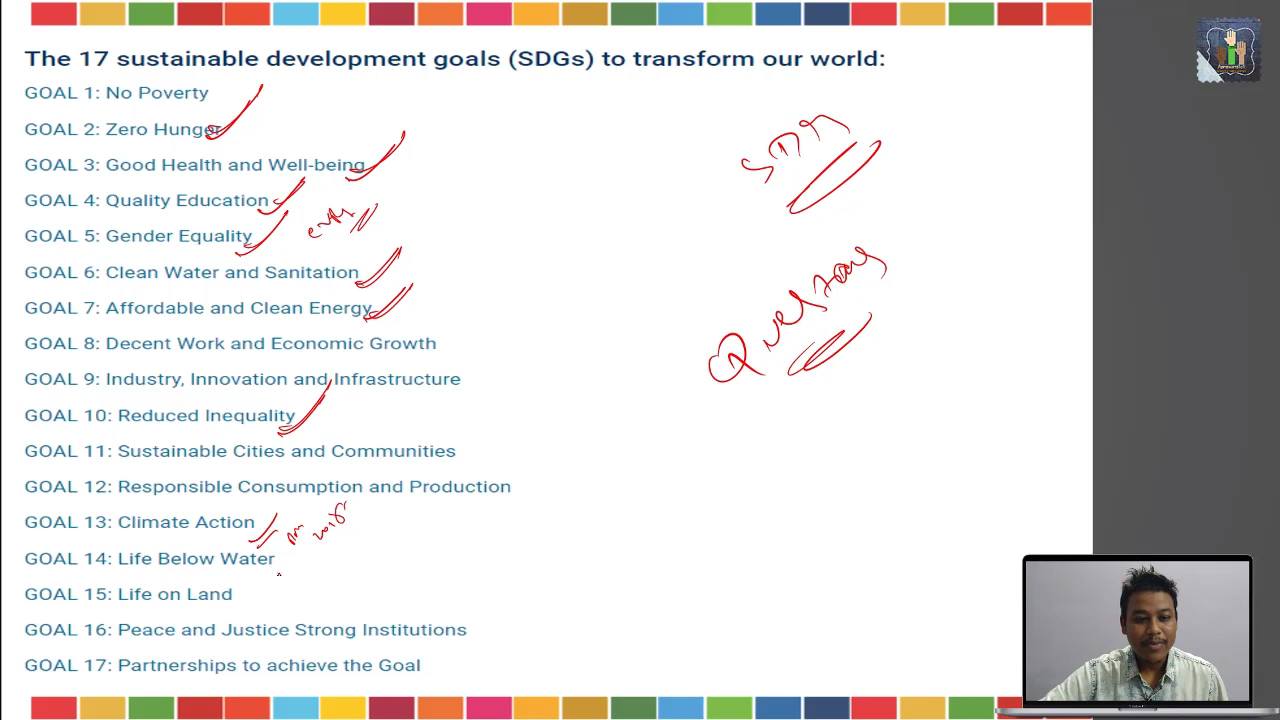 The 17 sustainable development goals (SDGs) to transform our world:
GOAL 1: No Poverty
GOAL 2: Zero Hunger
GOAL 3: Good Health and Well-being
GOAL 4: Quality Education
GOAL 5: Gender Equality
GOAL 6: Clean Water and Sanitation
GOAL 7: Affordable and Clean Energy
GOAL 8: Decent Work and Economic Growth
GOAL 9: Industry, Innovation and Infrastructure
GOAL 10: Reduced Inequality
GOAL 11: Sustainable Cities and Communities
GOAL 12: Responsible Consumption and Production
GOAL 13: Climate Action
GOAL 14: Life Below Water
GOAL 15: Life on Land
GOAL 16: Peace and Justice Strong Institutions
GOAL 17: Partnerships to achieve the Goal
Questions